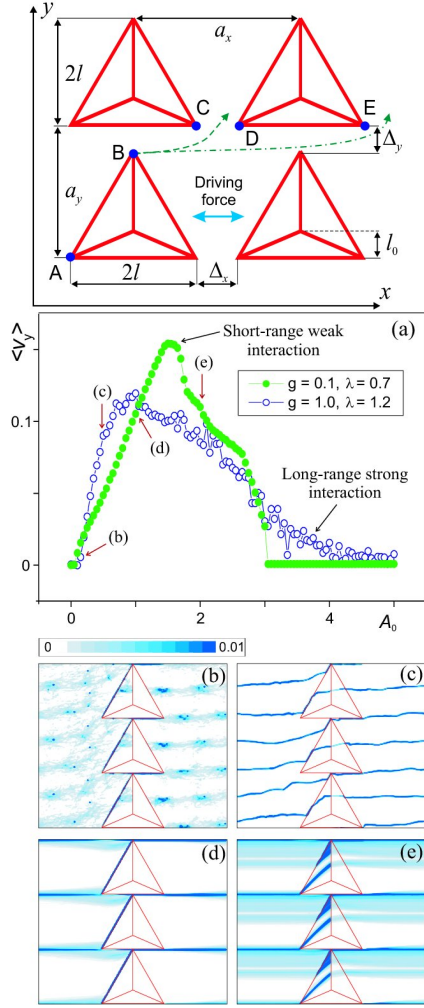 y
a_x
2l
C
D
E
B
Δ_y
a_y
Driving
force
l_0
A
2l
Δ_x
x
(a)
<V_y>
Short-range weak
interaction
(e)
g = 0.1, λ = 0.7
g = 1.0, λ = 1.2
0.1
(c)
(d)
Long-range strong
interaction
(b)
0
0
2
4
A_0
0
0.01
(b)
(c)
(d)
(e)